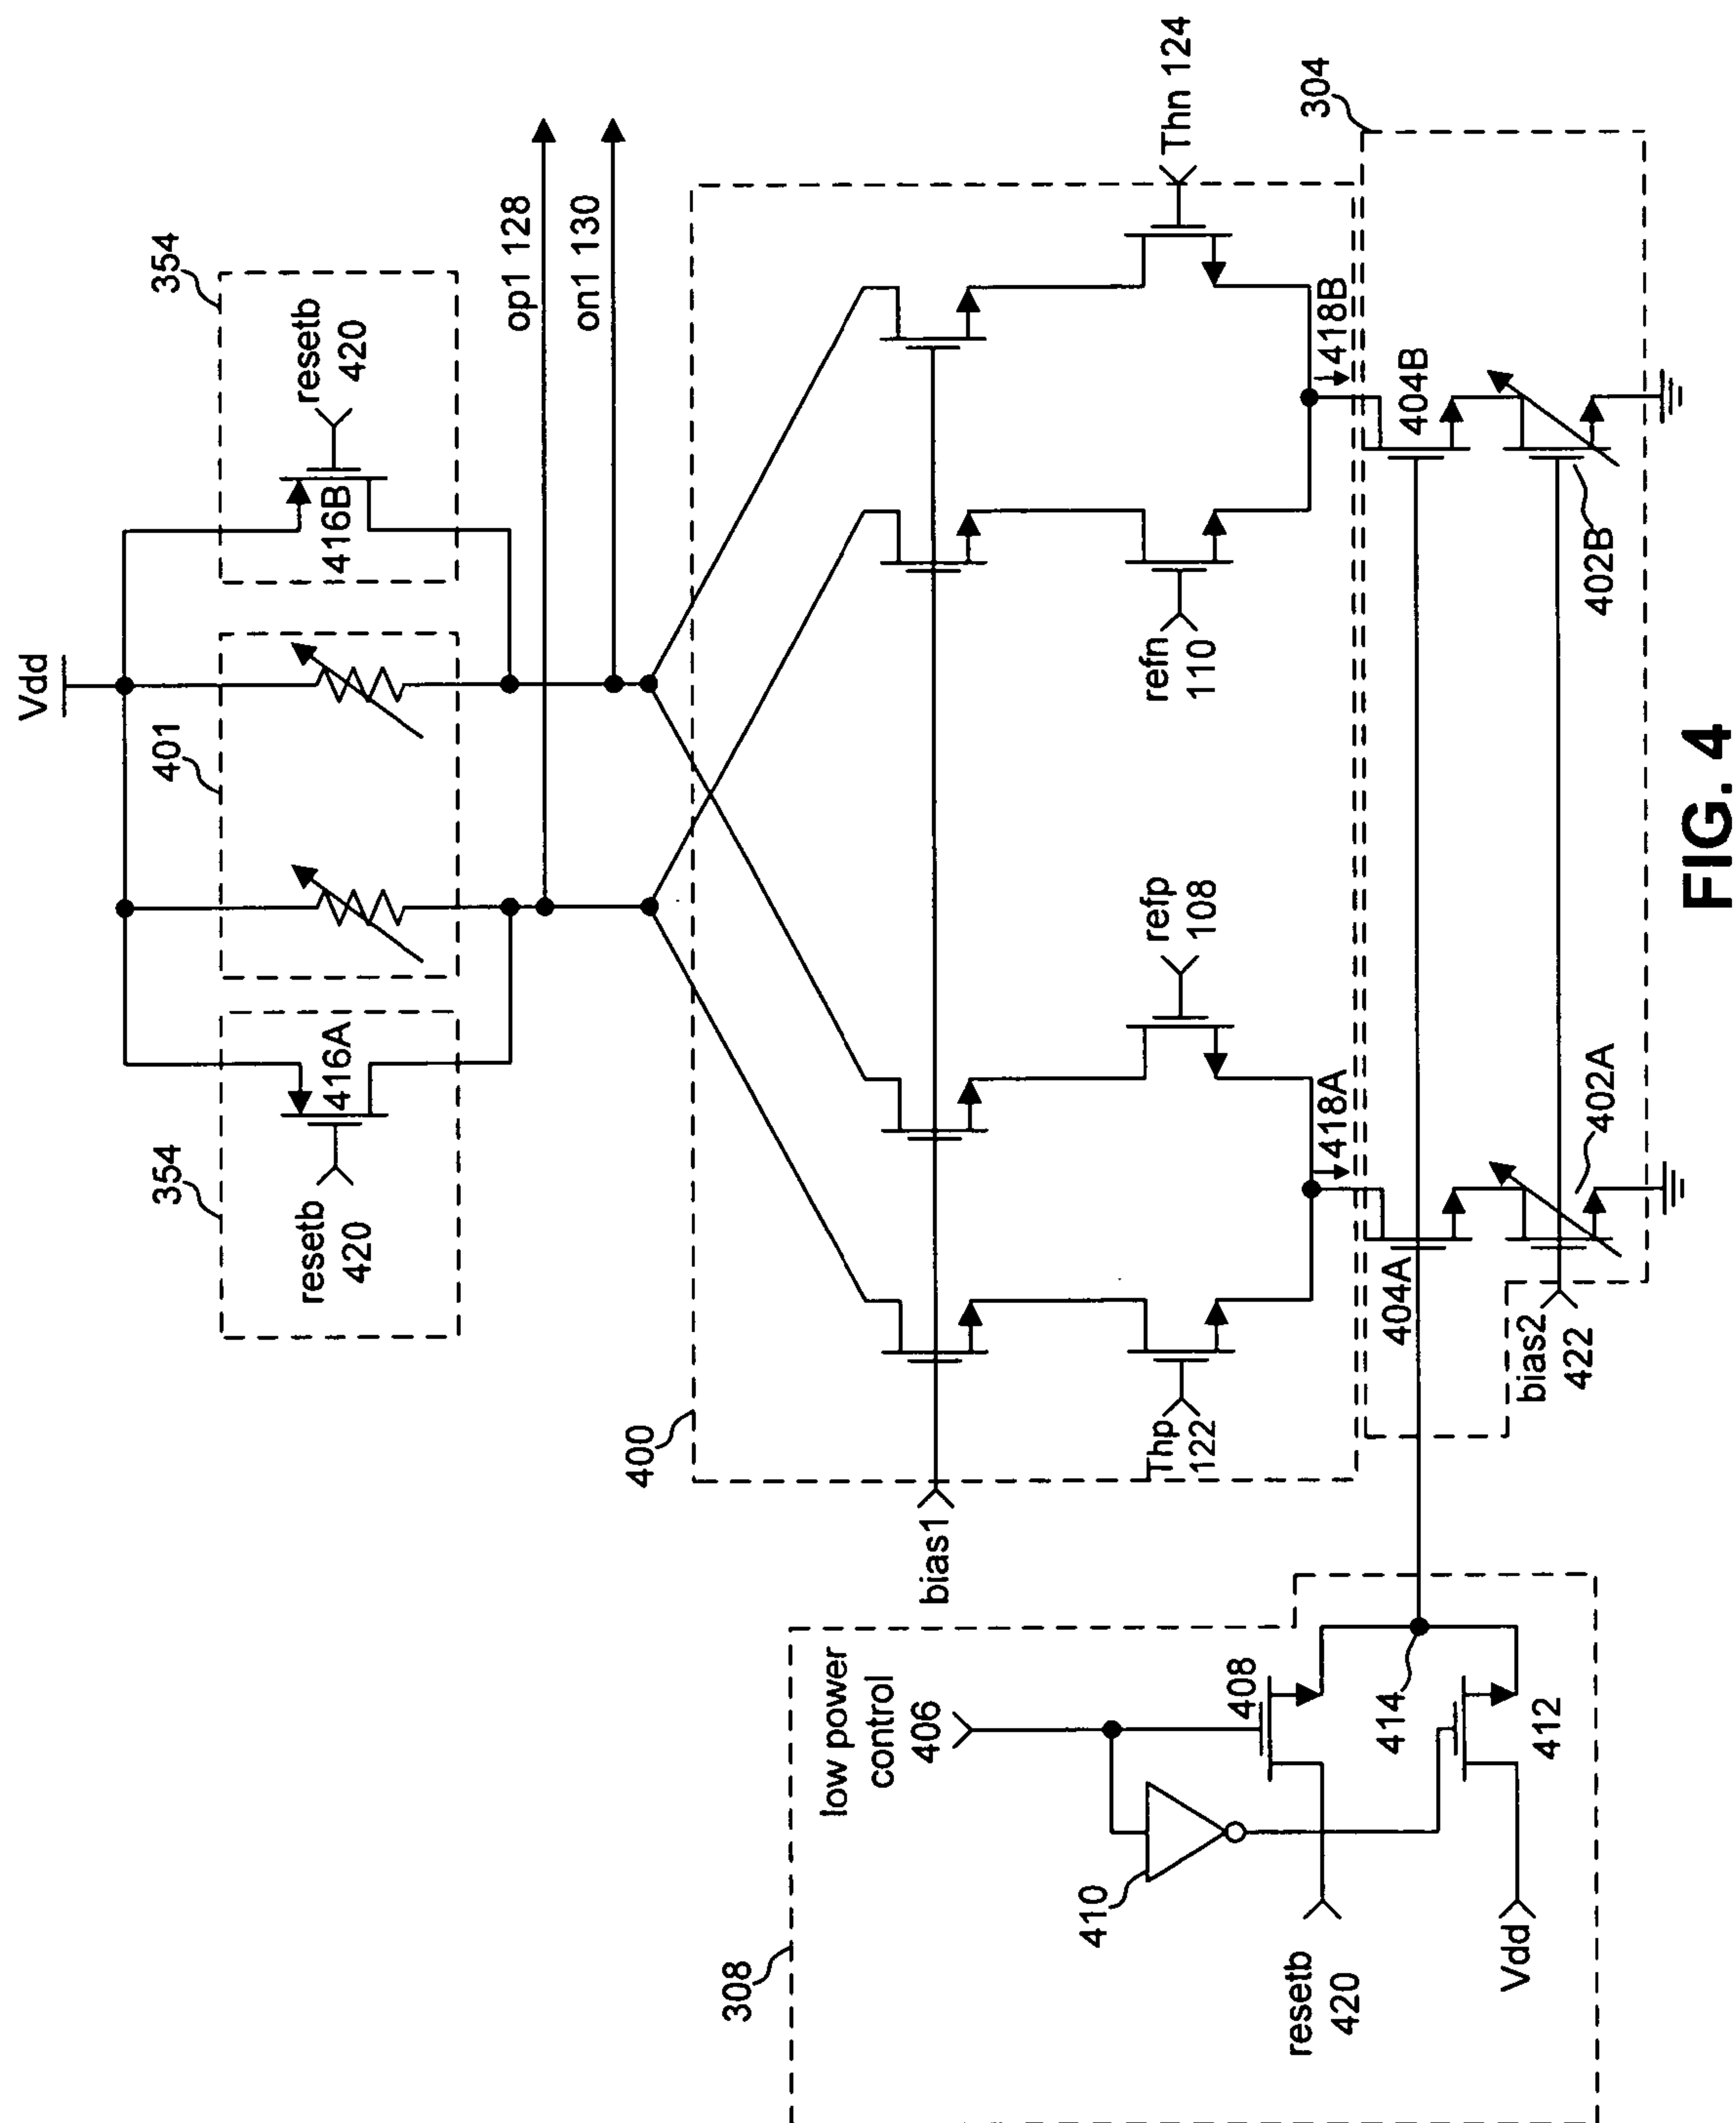 Vdd
354
416A
resetb
420
401
354
416B
resetb
420
op1 128
on1 130
400
bias1
Thp
122
refp
108
refn
110
Thn 124
418A
418B
304
404A
404B
402A
402B
bias2
422
308
low power
control
406
408
410
412
414
resetb
420
Vdd
FIG. 4